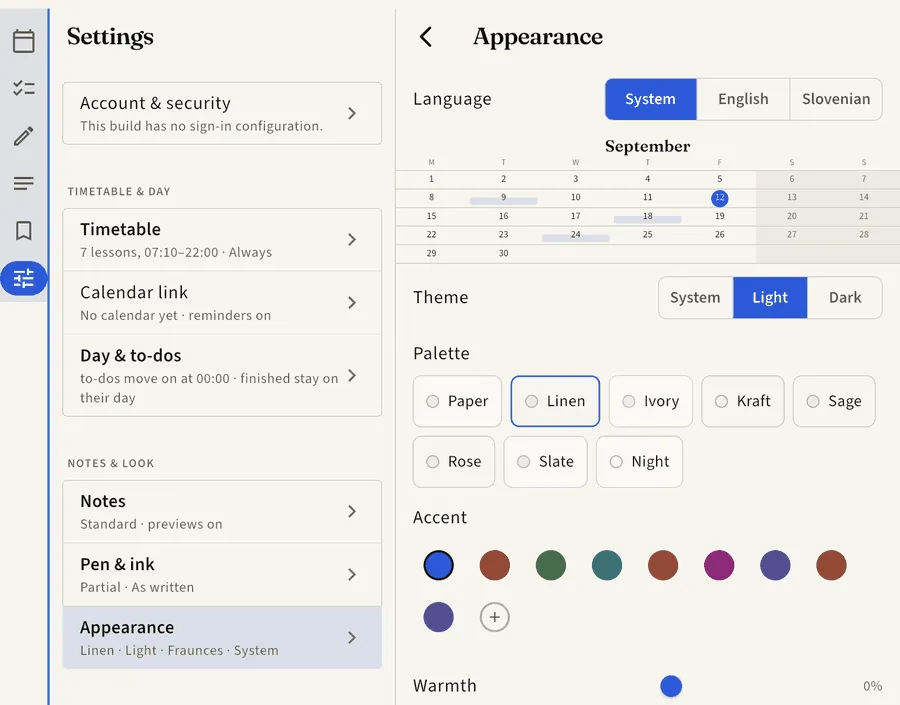 Settings
Account & security
This build has no sign-in configuration.
TIMETABLE & DAY
Timetable
7 lessons, 07:10–22:00 · Always
Calendar link
No calendar yet · reminders on
Day & to-dos
to-dos move on at 00:00 · finished stay on
their day
NOTES & LOOK
Notes
Standard · previews on
Pen & ink
Partial · As written
Appearance
Linen · Light · Fraunces · System
Appearance
Language System English Slovenian
September
M T W T F S S
1 2 3 4 5 6 7
8 9 10 11 12 13 14
15 16 17 18 19 20 21
22 23 24 25 26 27 28
29 30
Theme System Light Dark
Palette
Paper Linen Ivory Kraft Sage
Rose Slate Night
Accent
+
Warmth 0%